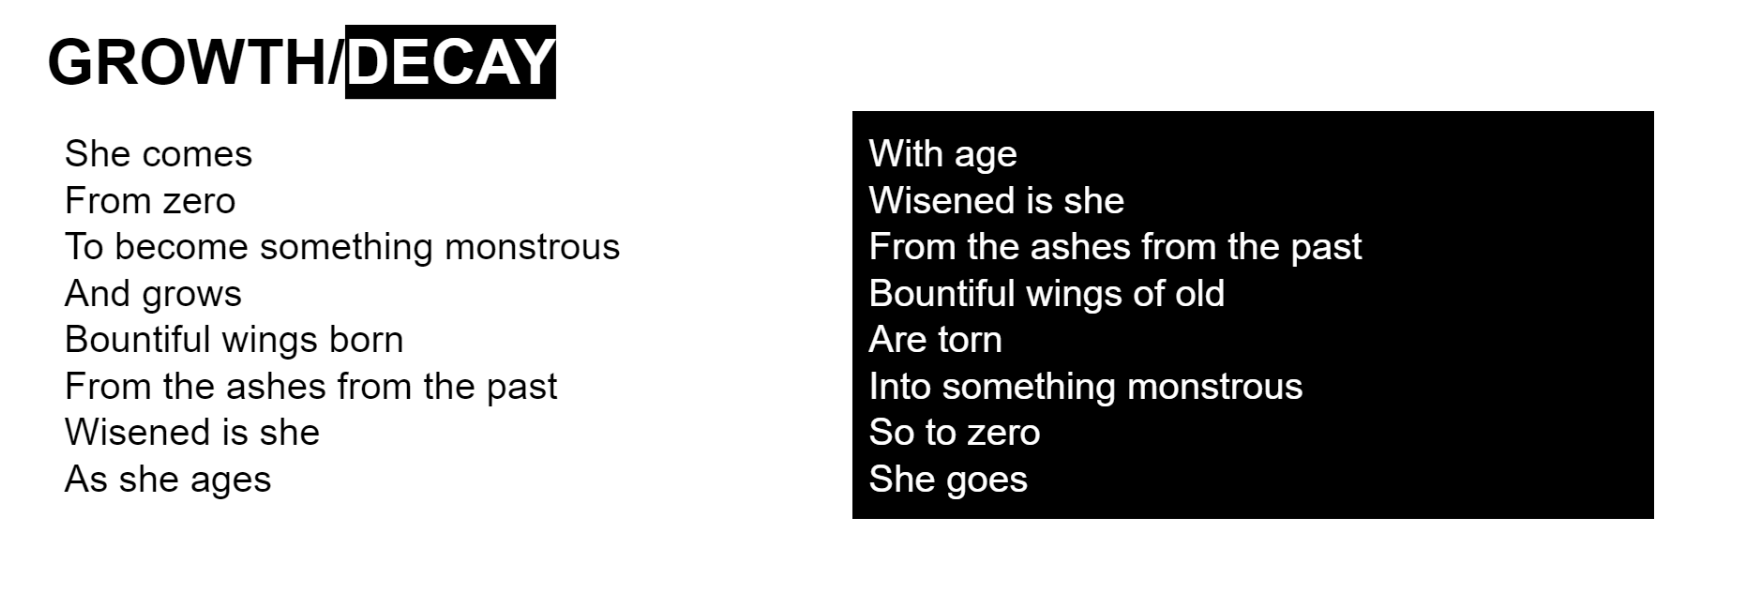 GROWTH/DECAY
She comes
From zero
To become something monstrous
And grows
Bountiful wings born
From the ashes from the past
Wisened is she
As she ages
With age
Wisened is she
From the ashes from the past
Bountiful wings of old
Are torn
Into something monstrous
So to zero
She goes